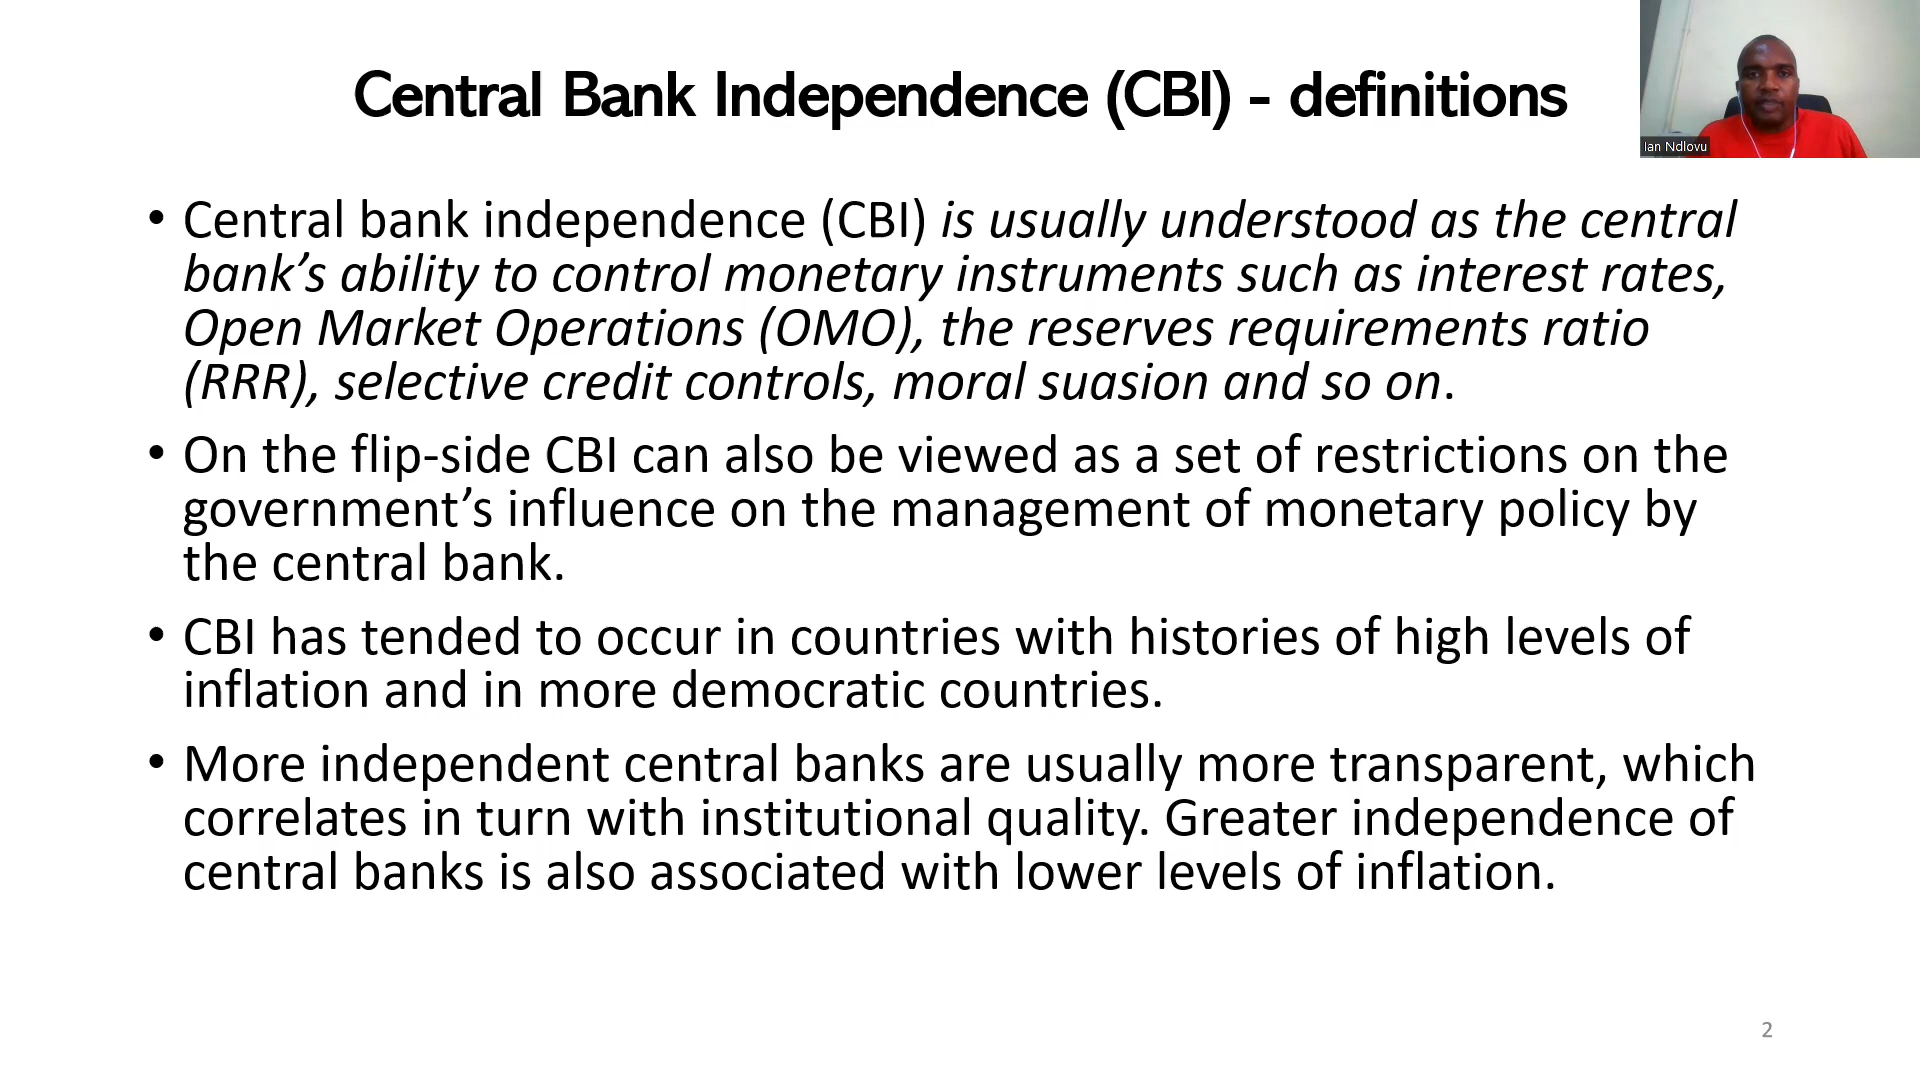 Central Bank Independence (CBI) - definitions
Ian Ndlovu
• Central bank independence (CBI) is usually understood as the central
bank’s ability to control monetary instruments such as interest rates,
Open Market Operations (OMO), the reserves requirements ratio
(RRR), selective credit controls, moral suasion and so on.
• On the flip-side CBI can also be viewed as a set of restrictions on the
government’s influence on the management of monetary policy by
the central bank.
• CBI has tended to occur in countries with histories of high levels of
inflation and in more democratic countries.
• More independent central banks are usually more transparent, which
correlates in turn with institutional quality. Greater independence of
central banks is also associated with lower levels of inflation.
2